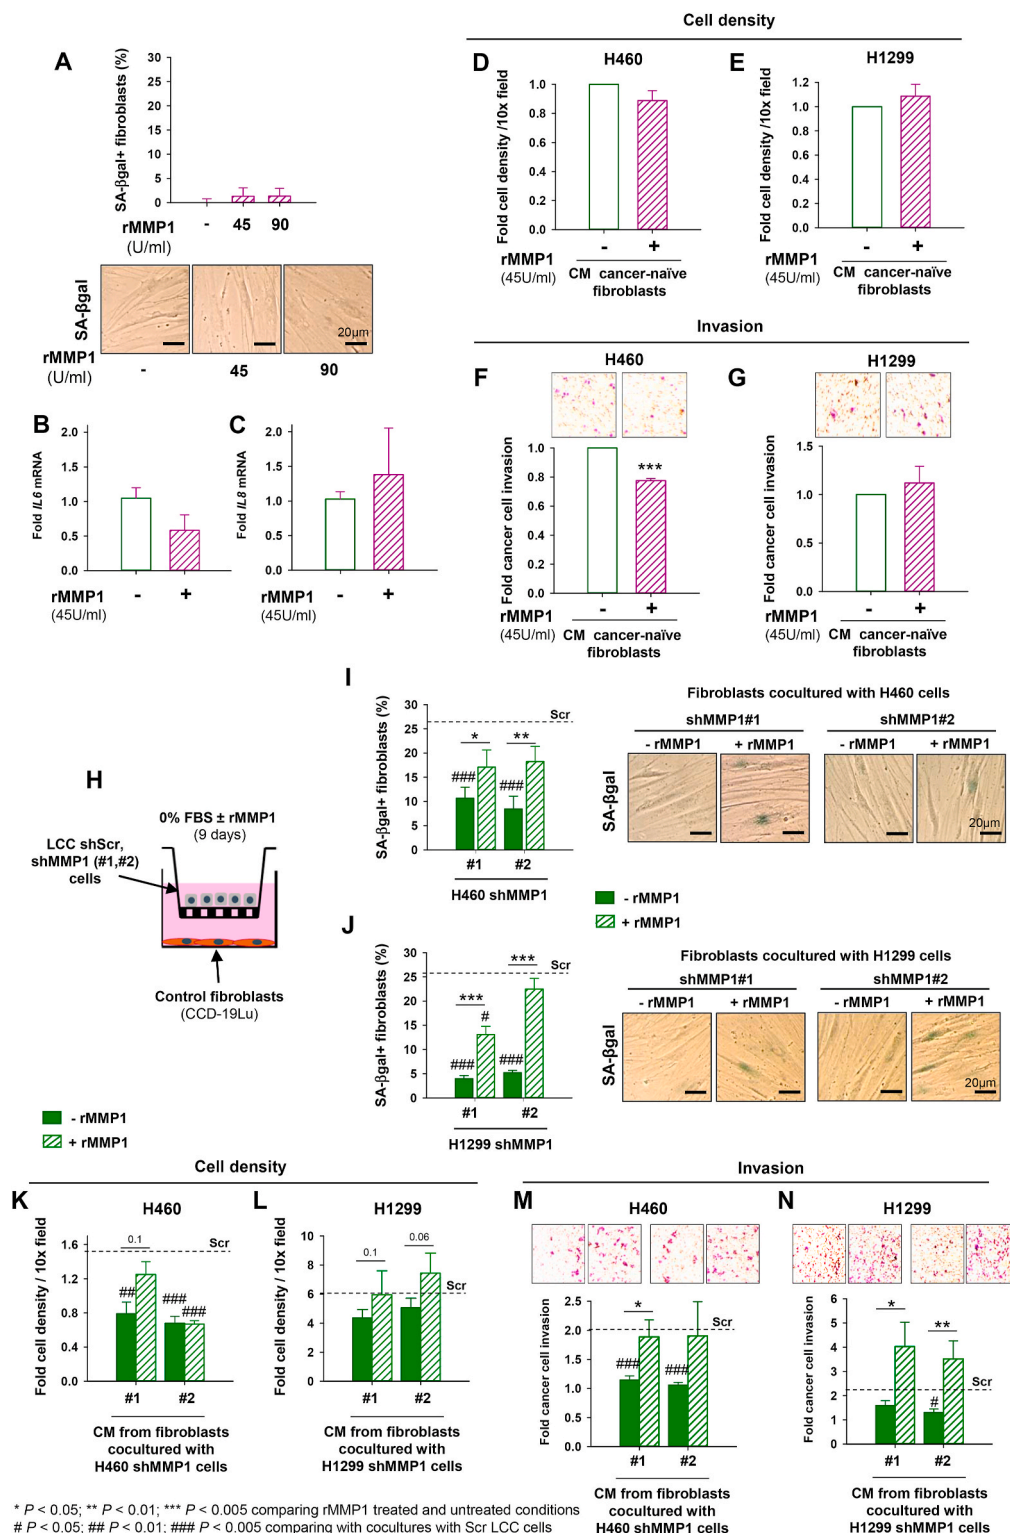 Cell density
A
SA-βgal+ fibroblasts (%)
30
25
20
15
10
5
0
rMMP1
(U/ml)
- 45 90
SA-βgal
20µm
rMMP1
(U/ml)
- 45 90
D
H460
Fold cell density /10x field
1.0
0.8
0.6
0.4
0.2
0.0
- +
rMMP1
(45U/ml)
CM cancer-naïve
fibroblasts
E
H1299
Fold cell density /10x field
1.2
1.0
0.8
0.6
0.4
0.2
0.0
- +
rMMP1
(45U/ml)
CM cancer-naïve
fibroblasts
B
Fold IL6 mRNA
2.0
1.5
1.0
0.5
0.0
rMMP1
(45U/ml)
- +
C
Fold IL8 mRNA
2.0
1.5
1.0
0.5
0.0
rMMP1
(45U/ml)
- +
Invasion
F
H460
Fold cancer cell invasion
1.0
0.8
0.6
0.4
0.2
0.0
***
- +
rMMP1
(45U/ml)
CM cancer-naïve
fibroblasts
G
H1299
Fold cancer cell invasion
1.5
1.0
0.5
0.0
- +
rMMP1
(45U/ml)
CM cancer-naïve
fibroblasts
H
0% FBS ± rMMP1
(9 days)
LCC shScr,
shMMP1 (#1,#2)
cells
Control fibroblasts
(CCD-19Lu)
I
SA-βgal+ fibroblasts (%)
30
25
20
15
10
5
0
Scr
* **
### ###
#1 #2
H460 shMMP1
Fibroblasts cocultured with H460 cells
shMMP1#1 shMMP1#2
- rMMP1 + rMMP1 - rMMP1 + rMMP1
SA-βgal
20µm
- rMMP1
+ rMMP1
J
SA-βgal+ fibroblasts (%)
30
25
20
15
10
5
0
Scr
*** ***
### # ###
#1 #2
H1299 shMMP1
Fibroblasts cocultured with H1299 cells
shMMP1#1 shMMP1#2
- rMMP1 + rMMP1 - rMMP1 + rMMP1
SA-βgal
20µm
- rMMP1
+ rMMP1
Cell density
K
H460
Fold cell density / 10x field
1.6
1.2
0.8
0.4
0.0
0.1
Scr
## ### ###
#1 #2
CM from fibroblasts
cocultured with
H460 shMMP1 cells
L
H1299
Fold cell density / 10x field
10
8
6
4
2
0
0.1 0.06
Scr
#1 #2
CM from fibroblasts
cocultured with
H1299 shMMP1 cells
Invasion
M
H460
Fold cancer cell invasion
2.5
2.0
1.5
1.0
0.5
0.0
*
Scr
### ###
#1 #2
CM from fibroblasts
cocultured with
H460 shMMP1 cells
N
H1299
Fold cancer cell invasion
6
5
4
3
2
1
0
* **
Scr
#
#1 #2
CM from fibroblasts
cocultured with
H1299 shMMP1 cells
* P < 0.05; ** P < 0.01; *** P < 0.005 comparing rMMP1 treated and untreated conditions
# P < 0.05; ## P < 0.01; ### P < 0.005 comparing with cocultures with Scr LCC cells